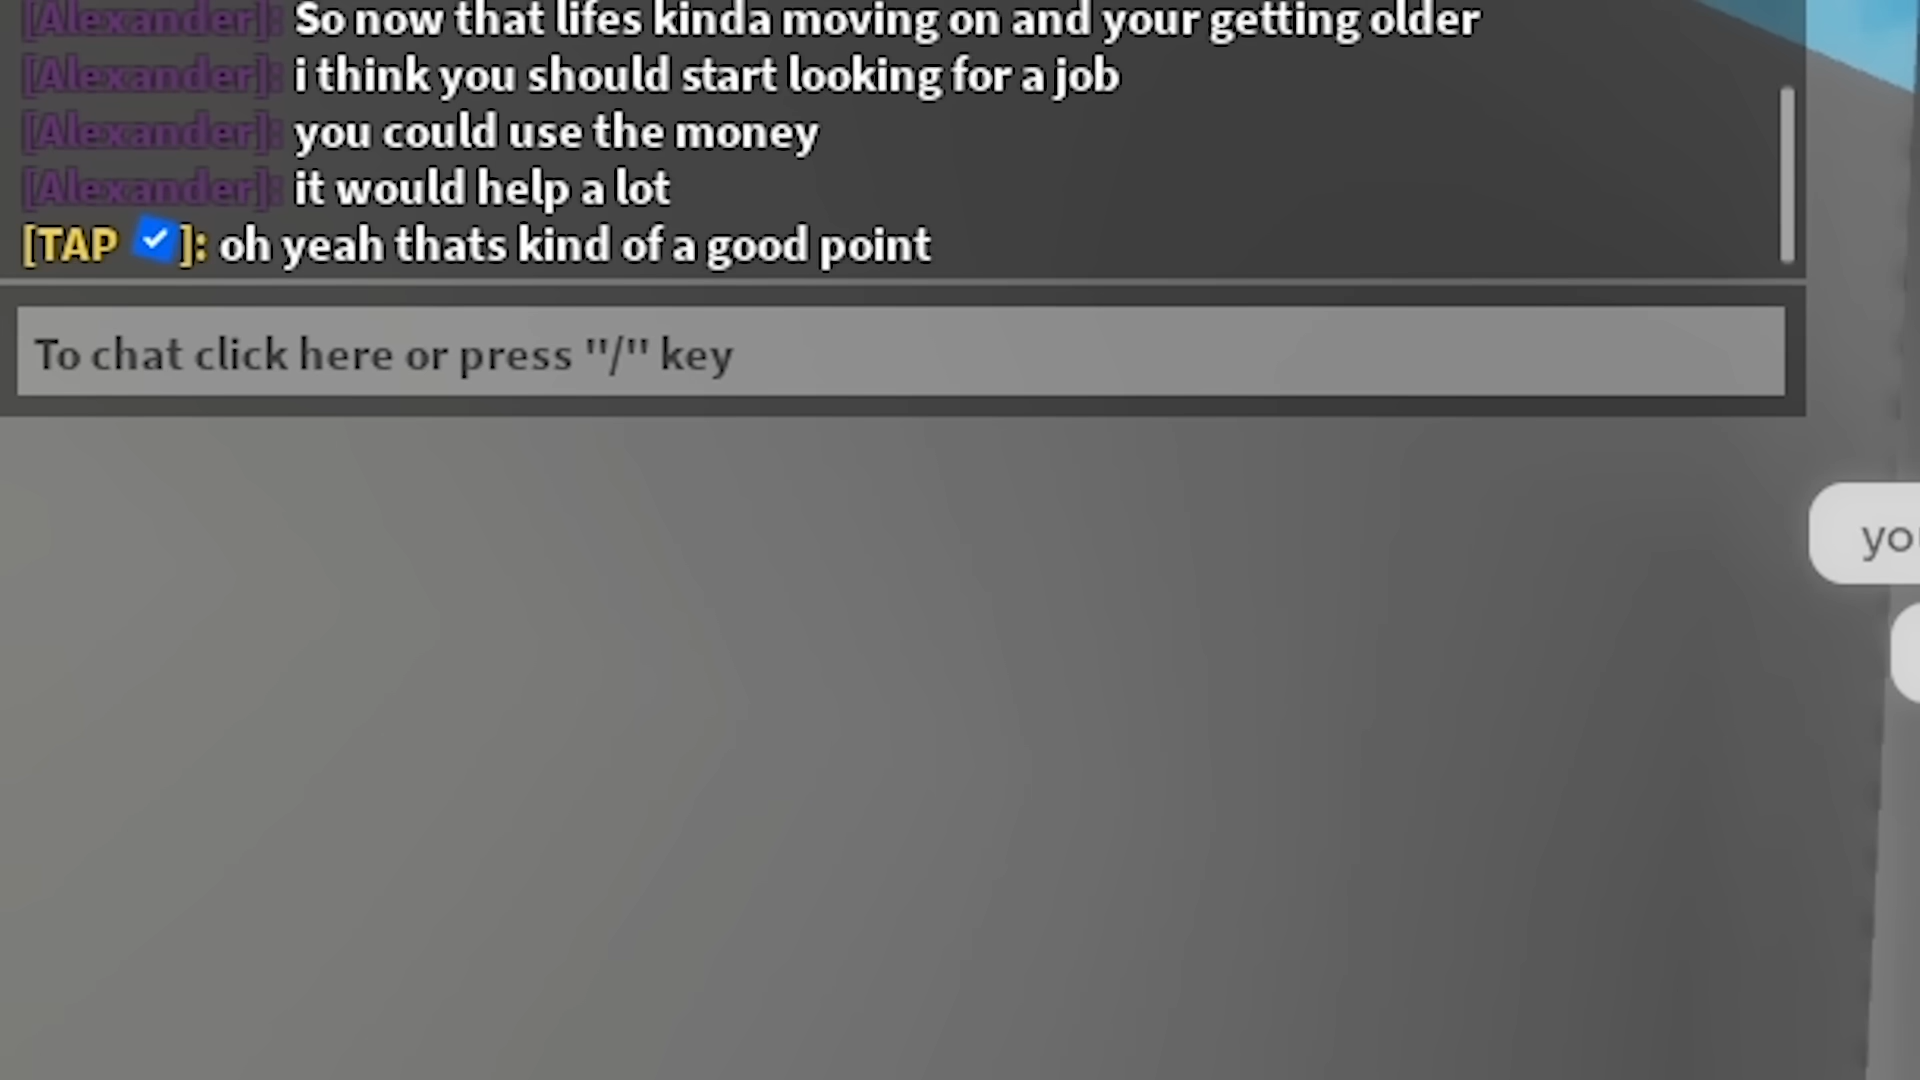 [Alexander]: So now that lifes kinda moving on and your getting older
[Alexander]: i think you should start looking for a job
[Alexander]: you could use the money
[Alexander]: it would help a lot
[TAP ✓]: oh yeah thats kind of a good point
To chat click here or press "/" key